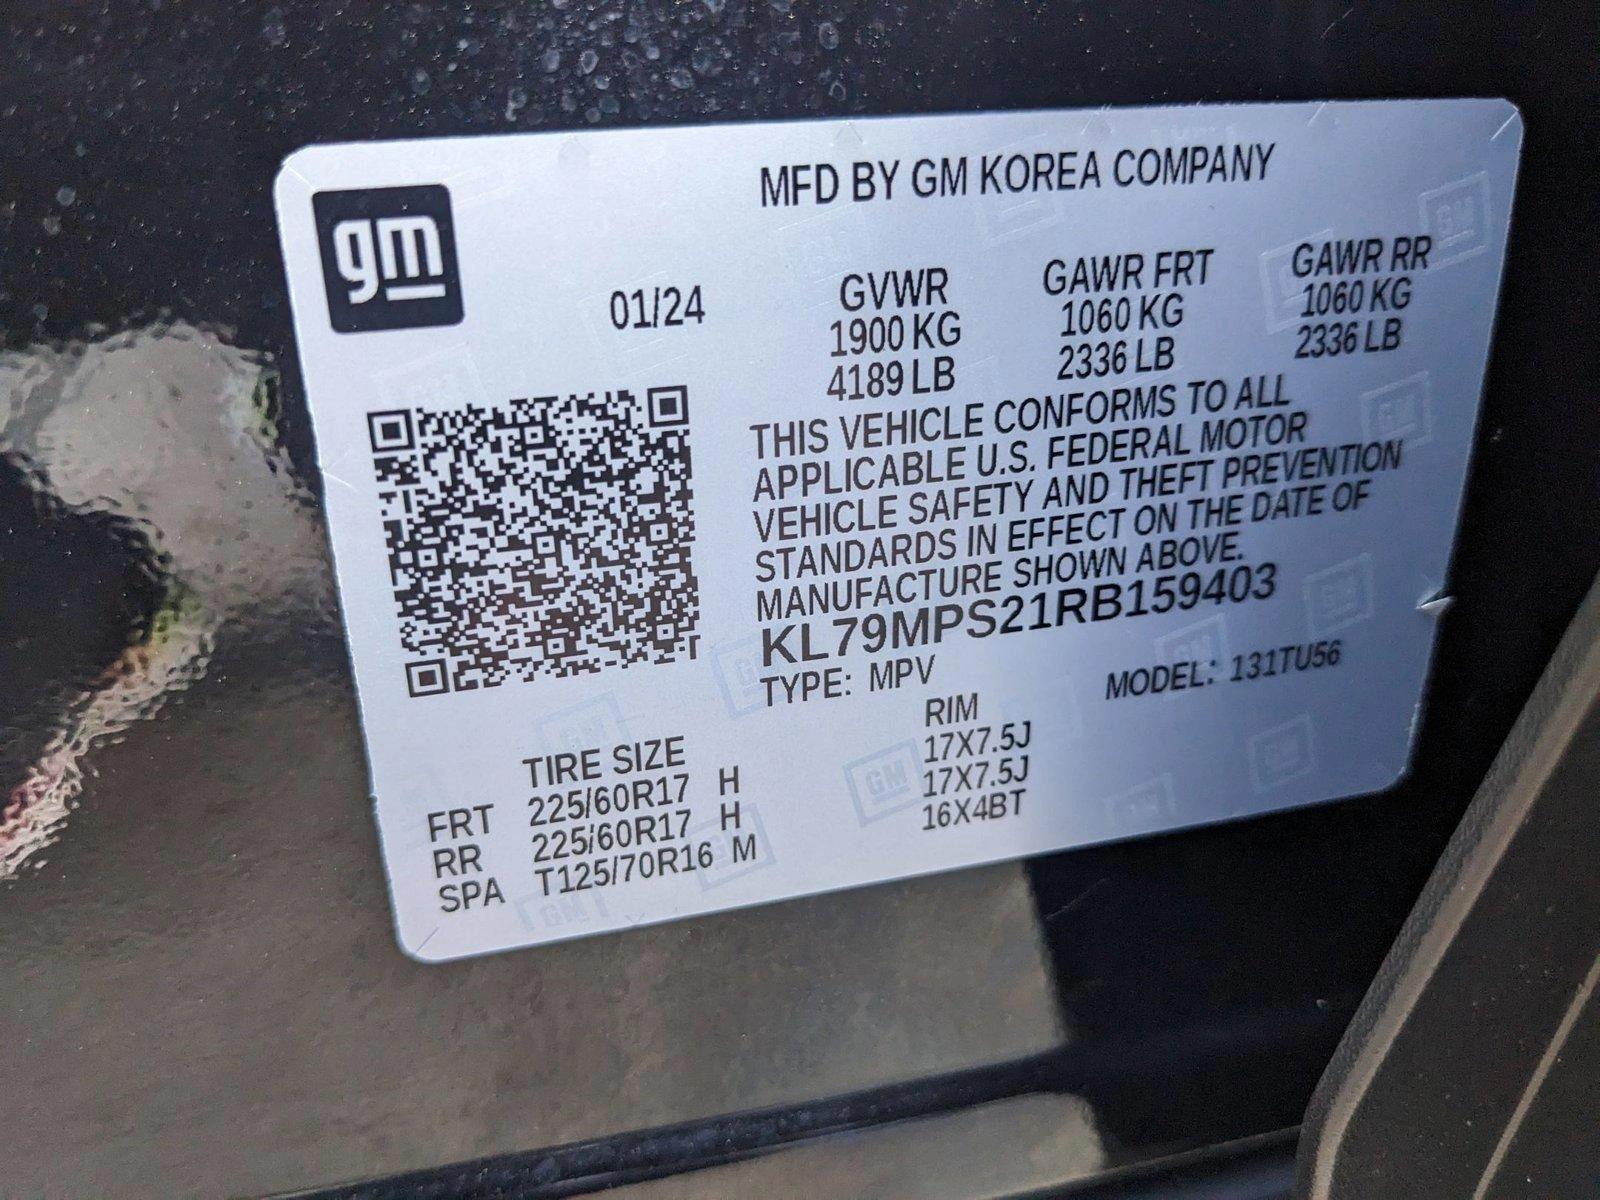 gm
MFD BY GM KOREA COMPANY
01/24
GVWR GAWR FRT GAWR RR
1900 KG 1060 KG 1060 KG
4189 LB 2336 LB 2336 LB
THIS VEHICLE CONFORMS TO ALL
APPLICABLE U.S. FEDERAL MOTOR
VEHICLE SAFETY AND THEFT PREVENTION
STANDARDS IN EFFECT ON THE DATE OF
MANUFACTURE SHOWN ABOVE.
KL79MPS21RB159403
TYPE: MPV MODEL: 131TU56
TIRE SIZE RIM
FRT 225/60R17 H 17X7.5J
RR 225/60R17 H 17X7.5J
SPA T125/70R16 M 16X4BT